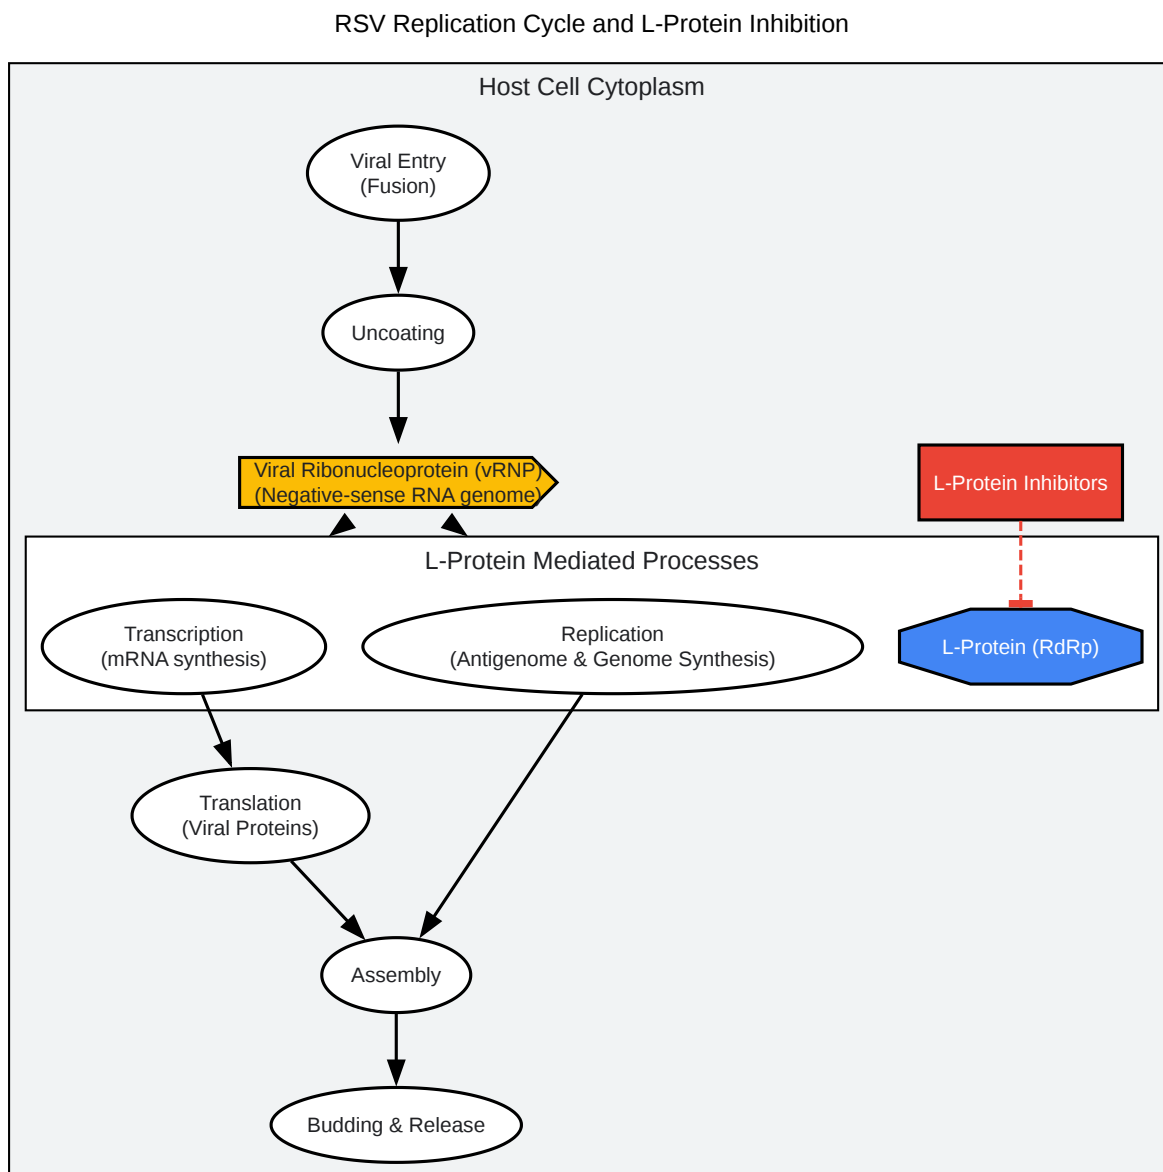 RSV Replication Cycle and L-Protein Inhibition
Host Cell Cytoplasm
Viral Entry
(Fusion)
Uncoating
Viral Ribonucleoprotein (vRNP)
(Negative-sense RNA genome)
L-Protein Inhibitors
L-Protein Mediated Processes
Transcription
(mRNA synthesis)
Replication
(Antigenome & Genome Synthesis)
L-Protein (RdRp)
Translation
(Viral Proteins)
Assembly
Budding & Release